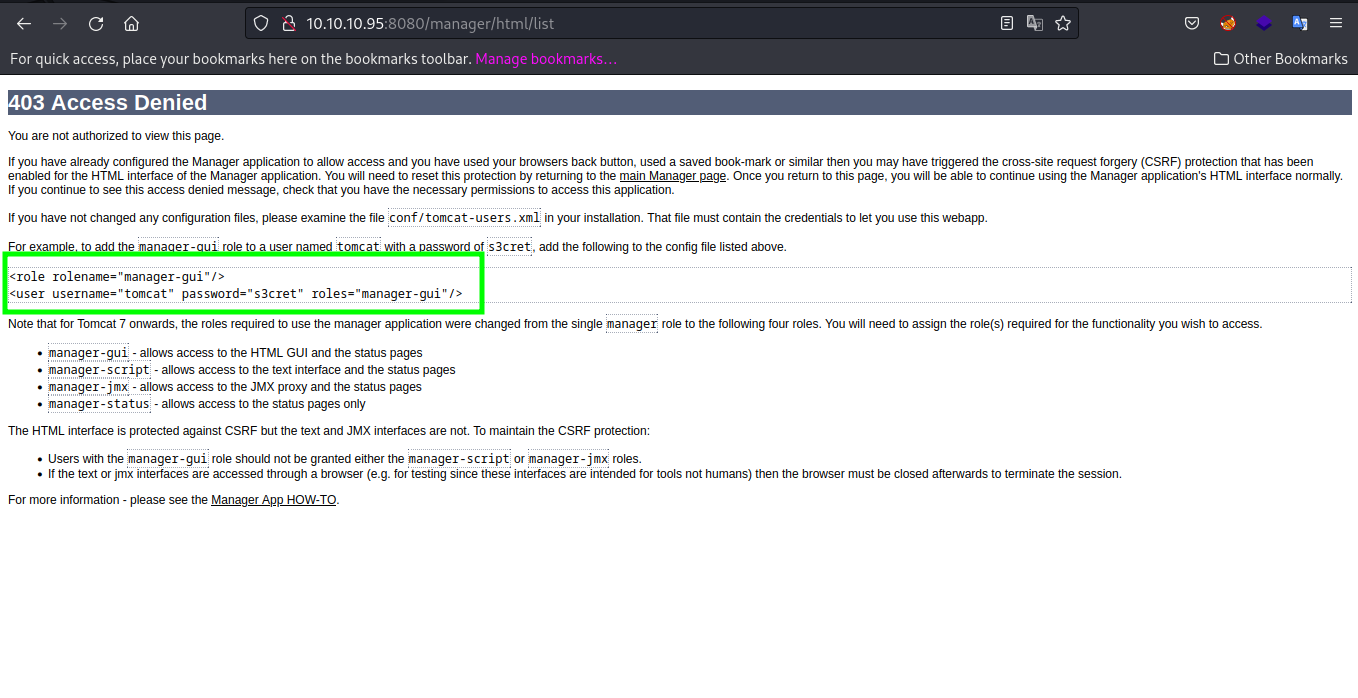 10.10.10.95:8080/manager/html/list
For quick access, place your bookmarks here on the bookmarks toolbar. Manage bookmarks…
Other Bookmarks
403 Access Denied
You are not authorized to view this page.
If you have already configured the Manager application to allow access and you have used your browsers back button, used a saved book-mark or similar then you may have triggered the cross-site request forgery (CSRF) protection that has been
enabled for the HTML interface of the Manager application. You will need to reset this protection by returning to the main Manager page. Once you return to this page, you will be able to continue using the Manager application's HTML interface normally.
If you continue to see this access denied message, check that you have the necessary permissions to access this application.
If you have not changed any configuration files, please examine the file conf/tomcat-users.xml in your installation. That file must contain the credentials to let you use this webapp.
For example, to add the manager-gui role to a user named tomcat with a password of s3cret, add the following to the config file listed above.
<role rolename="manager-gui"/>
<user username="tomcat" password="s3cret" roles="manager-gui"/>
Note that for Tomcat 7 onwards, the roles required to use the manager application were changed from the single manager role to the following four roles. You will need to assign the role(s) required for the functionality you wish to access.
• manager-gui - allows access to the HTML GUI and the status pages
• manager-script - allows access to the text interface and the status pages
• manager-jmx - allows access to the JMX proxy and the status pages
• manager-status - allows access to the status pages only
The HTML interface is protected against CSRF but the text and JMX interfaces are not. To maintain the CSRF protection:
• Users with the manager-gui role should not be granted either the manager-script or manager-jmx roles.
• If the text or jmx interfaces are accessed through a browser (e.g. for testing since these interfaces are intended for tools not humans) then the browser must be closed afterwards to terminate the session.
For more information - please see the Manager App HOW-TO.